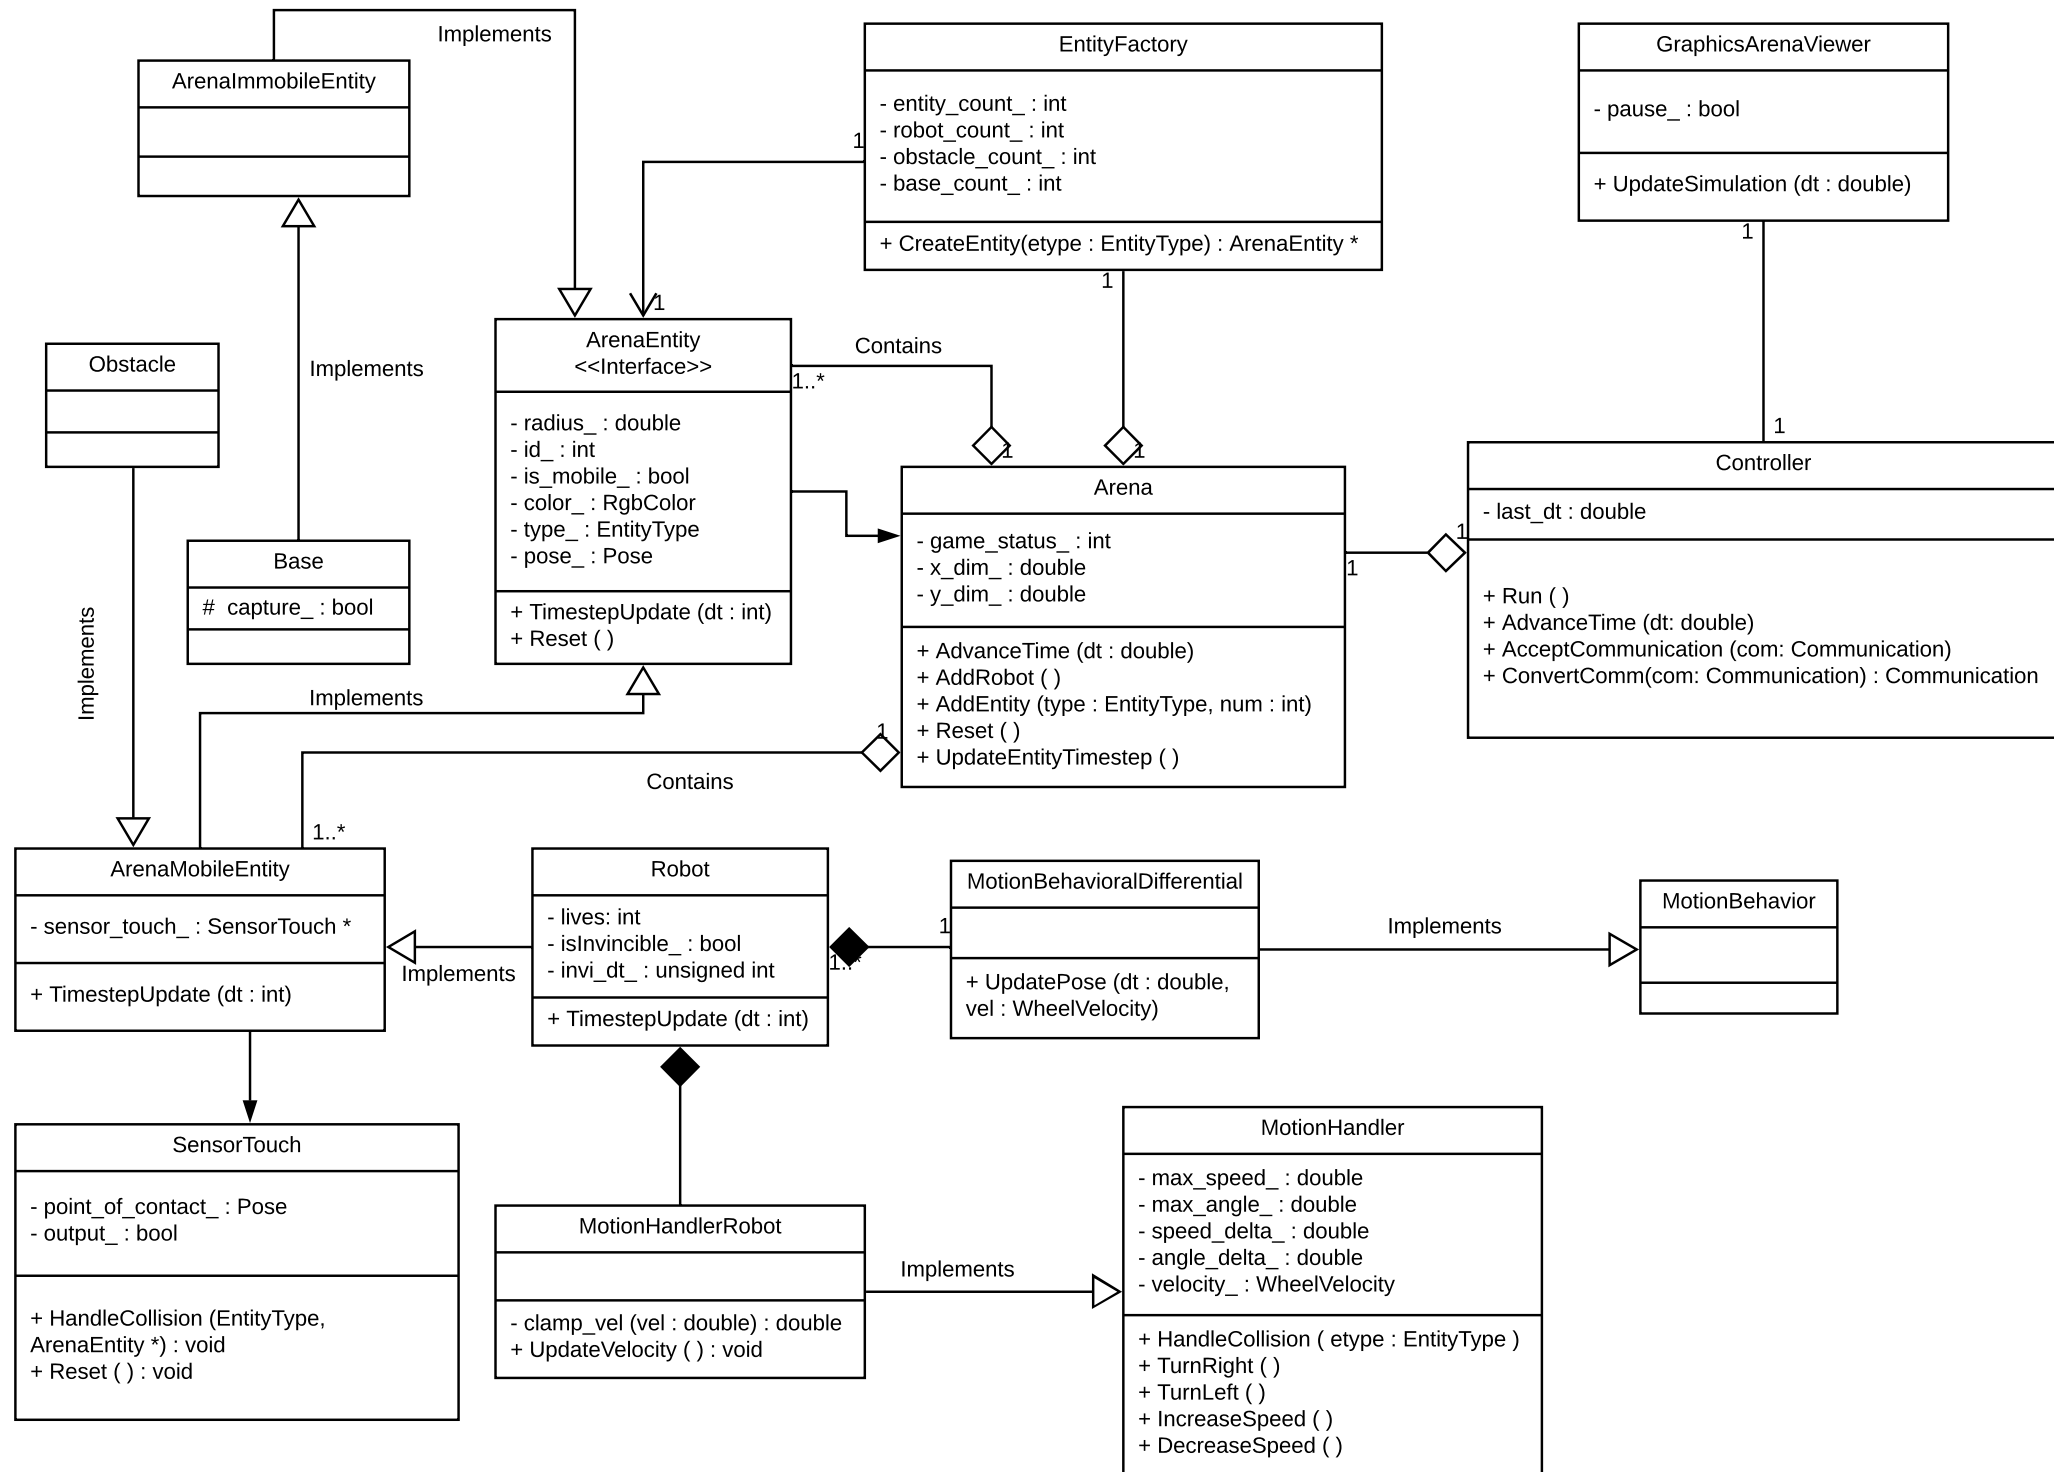 Implements
ArenaImmobileEntity
EntityFactory
- entity_count_ : int
- robot_count_ : int
- obstacle_count_ : int
- base_count_ : int
+ CreateEntity(etype : EntityType) : ArenaEntity *
GraphicsArenaViewer
- pause_ : bool
+ UpdateSimulation (dt : double)
1
1
1
1
1
1
Implements
Obstacle
Implements
Base
# capture_ : bool
ArenaEntity
<<Interface>>
- radius_ : double
- id_ : int
- is_mobile_ : bool
- color_ : RgbColor
- type_ : EntityType
- pose_ : Pose
+ TimestepUpdate (dt : int)
+ Reset ( )
Contains
1..*
1
Arena
- game_status_ : int
- x_dim_ : double
- y_dim_ : double
+ AdvanceTime (dt : double)
+ AddRobot ( )
+ AddEntity (type : EntityType, num : int)
+ Reset ( )
+ UpdateEntityTimestep ( )
1
1
Controller
- last_dt : double
+ Run ( )
+ AdvanceTime (dt: double)
+ AcceptCommunication (com: Communication)
+ ConvertComm(com: Communication) : Communication
Implements
1
Contains
1..*
ArenaMobileEntity
- sensor_touch_ : SensorTouch *
+ TimestepUpdate (dt : int)
Implements
Robot
- lives: int
- isInvincible_ : bool
- invi_dt_ : unsigned int
+ TimestepUpdate (dt : int)
1..*
1
MotionBehavioralDifferential
+ UpdatePose (dt : double,
vel : WheelVelocity)
Implements
MotionBehavior
SensorTouch
- point_of_contact_ : Pose
- output_ : bool
+ HandleCollision (EntityType,
ArenaEntity *) : void
+ Reset ( ) : void
MotionHandlerRobot
- clamp_vel (vel : double) : double
+ UpdateVelocity ( ) : void
Implements
MotionHandler
- max_speed_ : double
- max_angle_ : double
- speed_delta_ : double
- angle_delta_ : double
- velocity_ : WheelVelocity
+ HandleCollision ( etype : EntityType )
+ TurnRight ( )
+ TurnLeft ( )
+ IncreaseSpeed ( )
+ DecreaseSpeed ( )